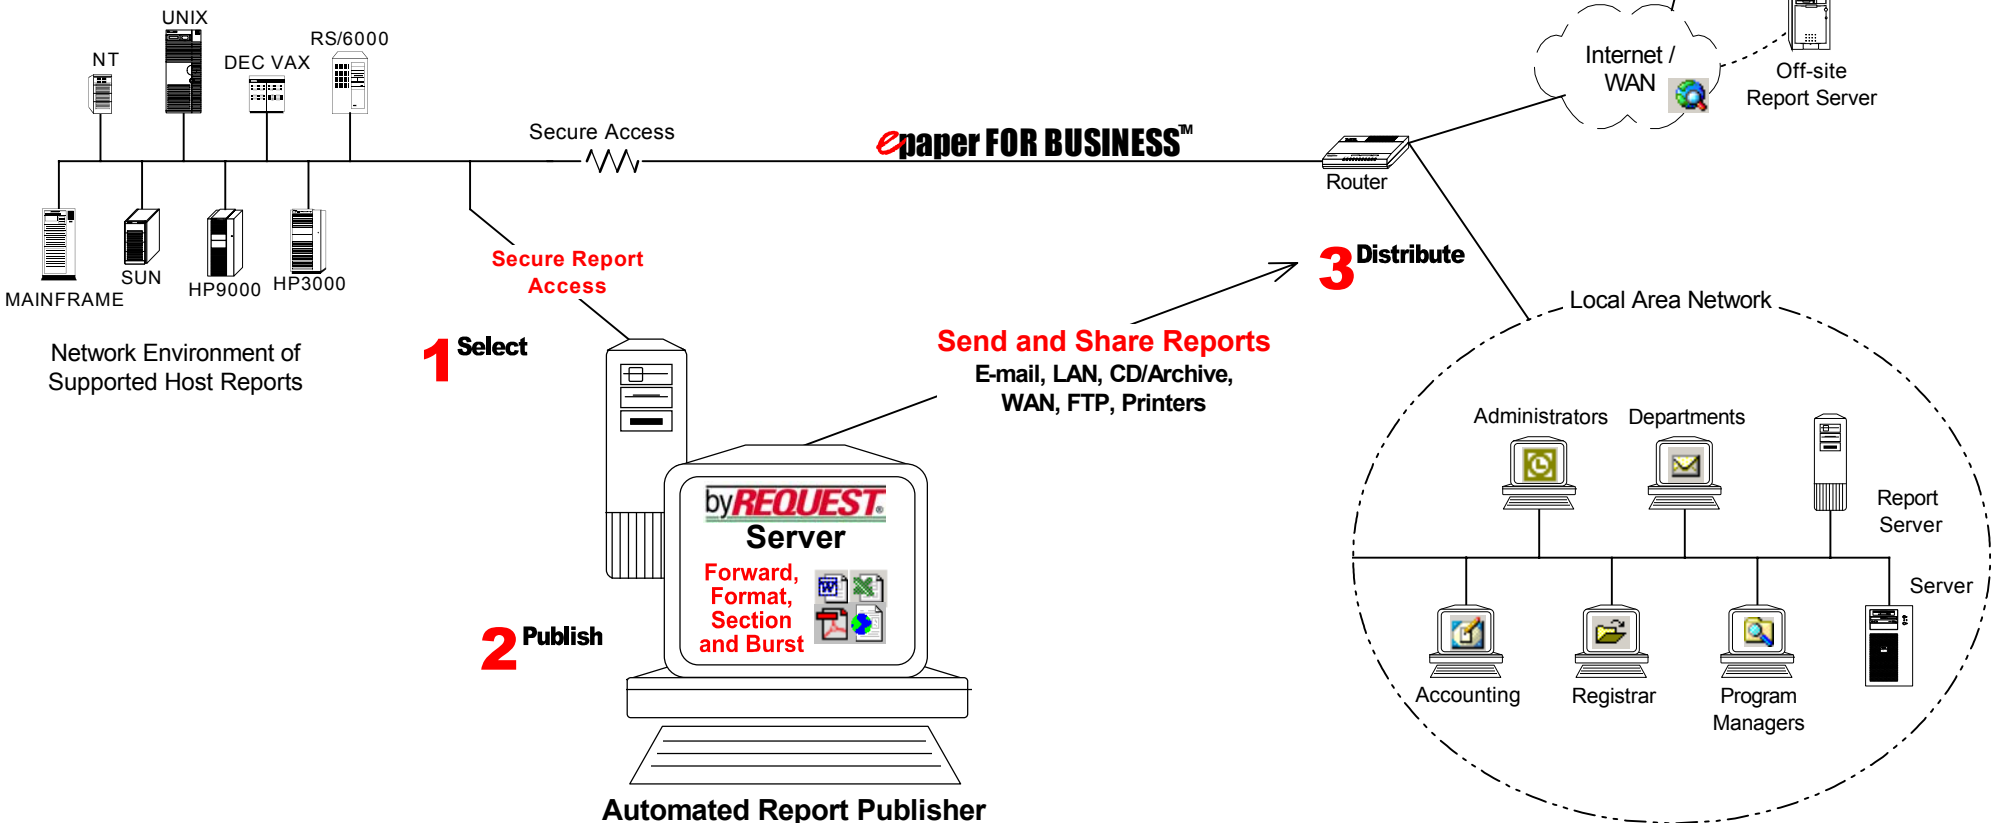 UNIX
NT
DEC VAX
RS/6000
MAINFRAME
SUN
HP9000
HP3000
Network Environment of
Supported Host Reports
Secure Access
epaper FOR BUSINESS™
Router
Internet /
WAN
Off-site
Report Server
Secure Report
Access
1 Select
2 Publish
3 Distribute
Send and Share Reports
E-mail, LAN, CD/Archive,
WAN, FTP, Printers
byREQUEST®
Server
Forward,
Format,
Section
and Burst
Automated Report Publisher
Local Area Network
Administrators
Departments
Report
Server
Server
Accounting
Registrar
Program
Managers